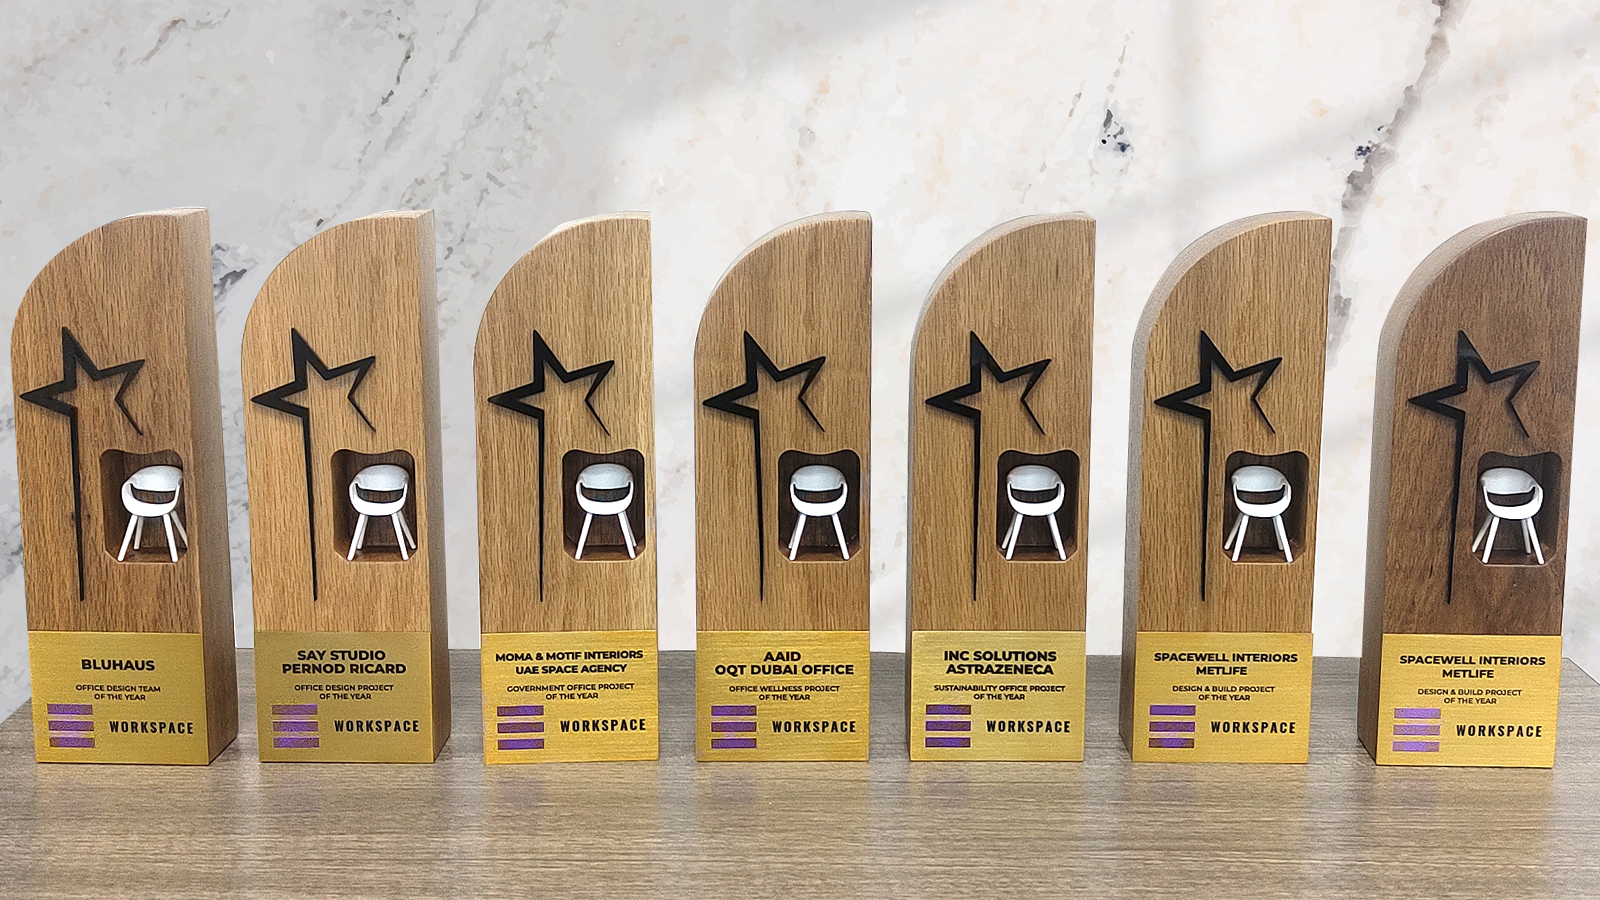 BLUHAUS
OFFICE DESIGN TEAM
OF THE YEAR
WORKSPACE
SAY STUDIO
PERNOD RICARD
OFFICE DESIGN PROJECT
OF THE YEAR
WORKSPACE
MOMA & MOTIF INTERIORS
UAE SPACE AGENCY
GOVERNMENT OFFICE PROJECT
OF THE YEAR
WORKSPACE
AAID
OQT DUBAI OFFICE
OFFICE WELLNESS PROJECT
OF THE YEAR
WORKSPACE
INC SOLUTIONS
ASTRAZENECA
SUSTAINABILITY OFFICE PROJECT
OF THE YEAR
WORKSPACE
SPACEWELL INTERIORS
METLIFE
DESIGN & BUILD PROJECT
OF THE YEAR
WORKSPACE
SPACEWELL INTERIORS
METLIFE
DESIGN & BUILD PROJECT
OF THE YEAR
WORKSPACE